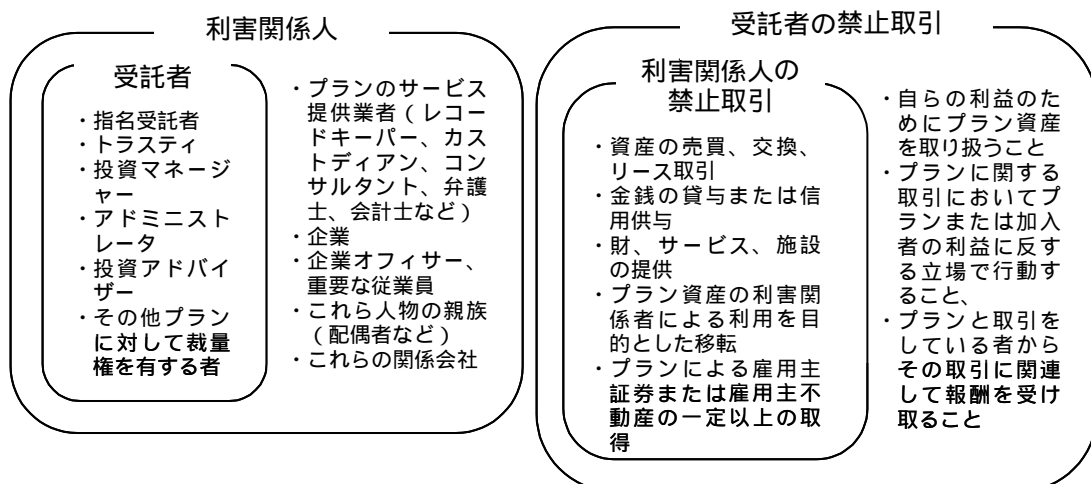 利害関係人
受託者
・指名受託者
・トラスティ
・投資マネージ
ャー
・アドミニスト
レータ
・投資アドバイ
ザー
・その他プラン
に対して裁量
権を有する者
・プランのサービス
提供業者（レコー
ドキーパー、カス
トディアン、コン
サルタント、弁護
士、会計士など）
・企業
・企業オフィサー、
重要な従業員
・これら人物の親族
（配偶者など）
・これらの関係会社
受託者の禁止取引
利害関係人の
禁止取引
・資産の売買、交換、
リース取引
・金銭の貸与または信
用供与
・財、サービス、施設
の提供
・プラン資産の利害関
係者による利用を目
的とした移転
・プランによる雇用主
証券または雇用主不
動産の一定以上の取
得
・自らの利益のた
めにプラン資産
を取り扱うこと
・プランに関する
取引においてプ
ランまたは加入
者の利益に反す
る立場で行動す
ること、
・プランと取引を
している者から
その取引に関連
して報酬を受け
取ること